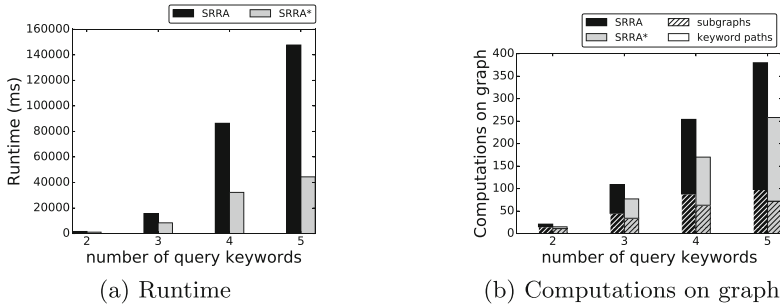 SRRA SRRA*
160000
140000
120000
100000
80000
60000
40000
20000
0
Runtime (ms)
2 3 4 5
number of query keywords
(a) Runtime
SRRA subgraphs
SRRA* keyword paths
400
350
300
250
200
150
100
50
0
Computations on graph
2 3 4 5
number of query keywords
(b) Computations on graph